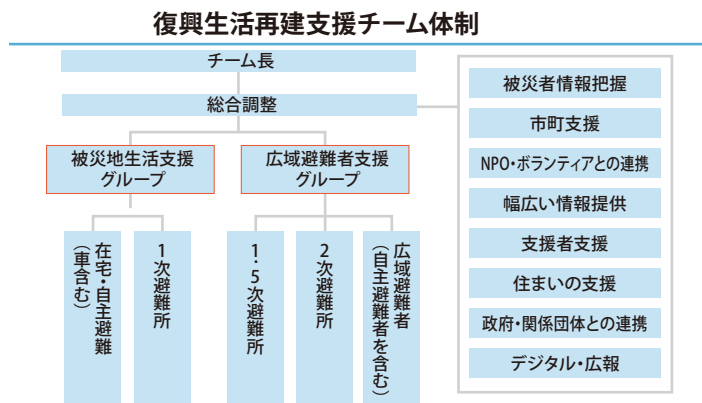 復興生活再建支援チーム体制
チーム長
総合調整
被災地生活支援
グループ
広域避難者支援
グループ
在宅・自主避難
（車含む）
1次避難所
1.5次避難所
2次避難所
広域避難者
（自主避難者を含む）
被災者情報把握
市町支援
NPO・ボランティアとの連携
幅広い情報提供
支援者支援
住まいの支援
政府・関係団体との連携
デジタル・広報